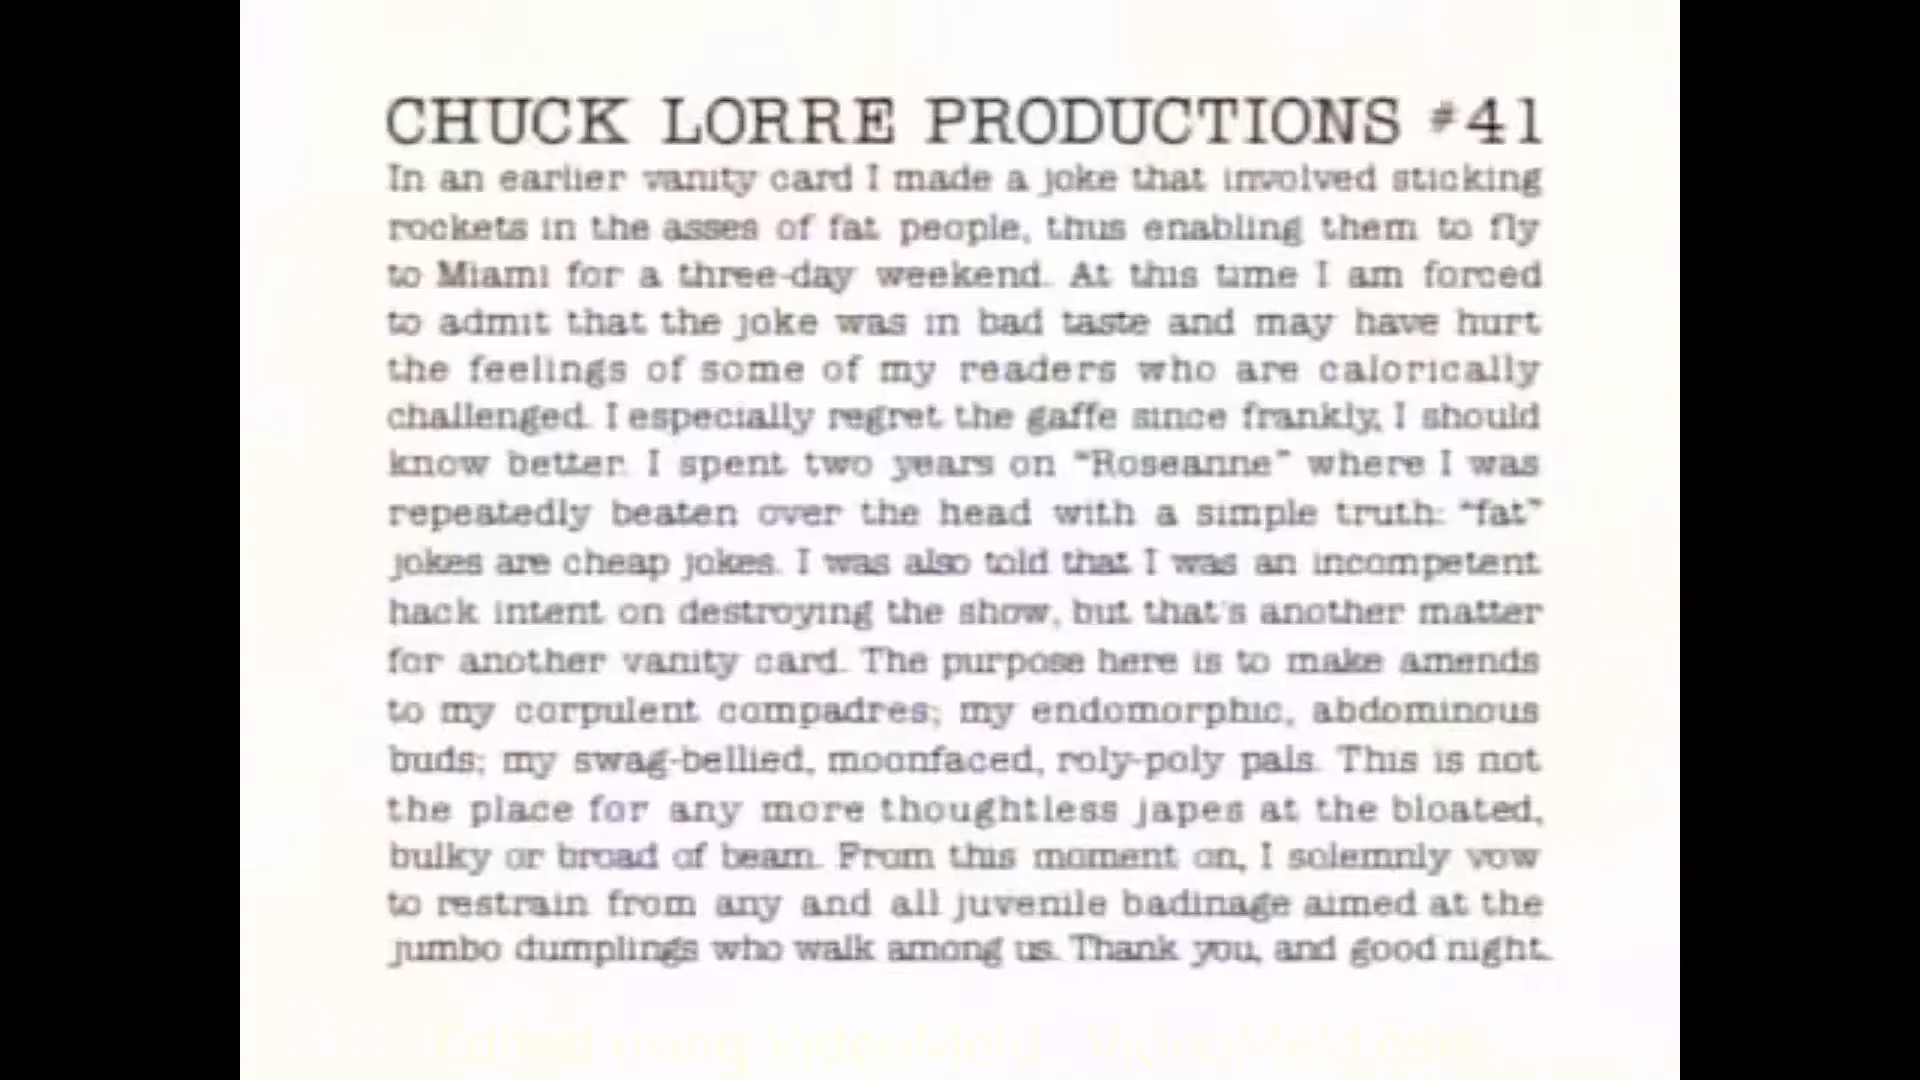 CHUCK LORRE PRODUCTIONS #41
In an earlier vanity card I made a joke that involved sticking
rockets in the asses of fat people, thus enabling them to fly
to Miami for a three-day weekend. At this time I am forced
to admit that the joke was in bad taste and may have hurt
the feelings of some of my readers who are calorically
challenged. I especially regret the gaffe since frankly, I should
know better. I spent two years on "Roseanne" where I was
repeatedly beaten over the head with a simple truth: "fat"
jokes are cheap jokes. I was also told that I was an incompetent
hack intent on destroying the show, but that's another matter
for another vanity card. The purpose here is to make amends
to my corpulent compadres; my endomorphic, abdominous
buds; my swag-bellied, moonfaced, roly-poly pals. This is not
the place for any more thoughtless japes at the bloated,
bulky or broad of beam. From this moment on, I solemnly vow
to restrain from any and all juvenile badinage aimed at the
jumbo dumplings who walk among us. Thank you, and good night.
Edited using VideoMeld. VideoMeld.com